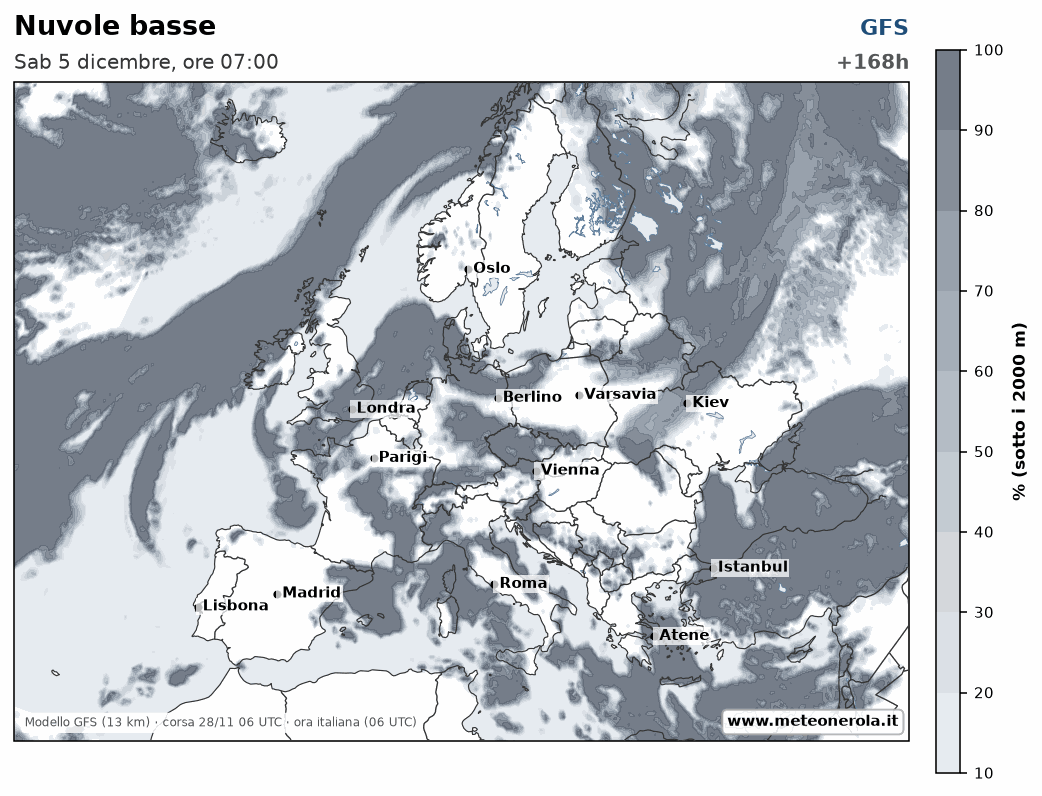 Nuvole basse
GFS
Sab 5 dicembre, ore 07:00
+168h
Oslo
Berlino
Varsavia
Kiev
Londra
Parigi
Vienna
Istanbul
Roma
Madrid
Lisbona
Atene
Modello GFS (13 km) · corsa 28/11 06 UTC · ora italiana (06 UTC)
www.meteonerola.it
100
90
80
70
60
50
40
30
20
10
% (sotto i 2000 m)